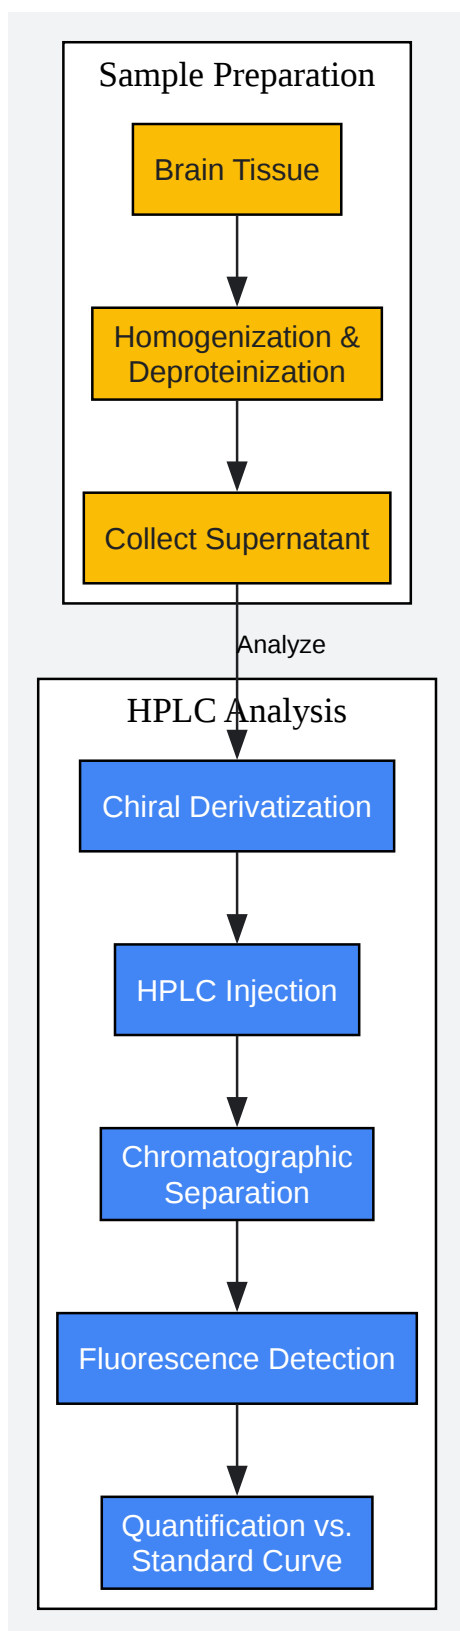 Sample Preparation
Brain Tissue
Homogenization &
Deproteinization
Collect Supernatant
Analyze
HPLC Analysis
Chiral Derivatization
HPLC Injection
Chromatographic
Separation
Fluorescence Detection
Quantification vs.
Standard Curve